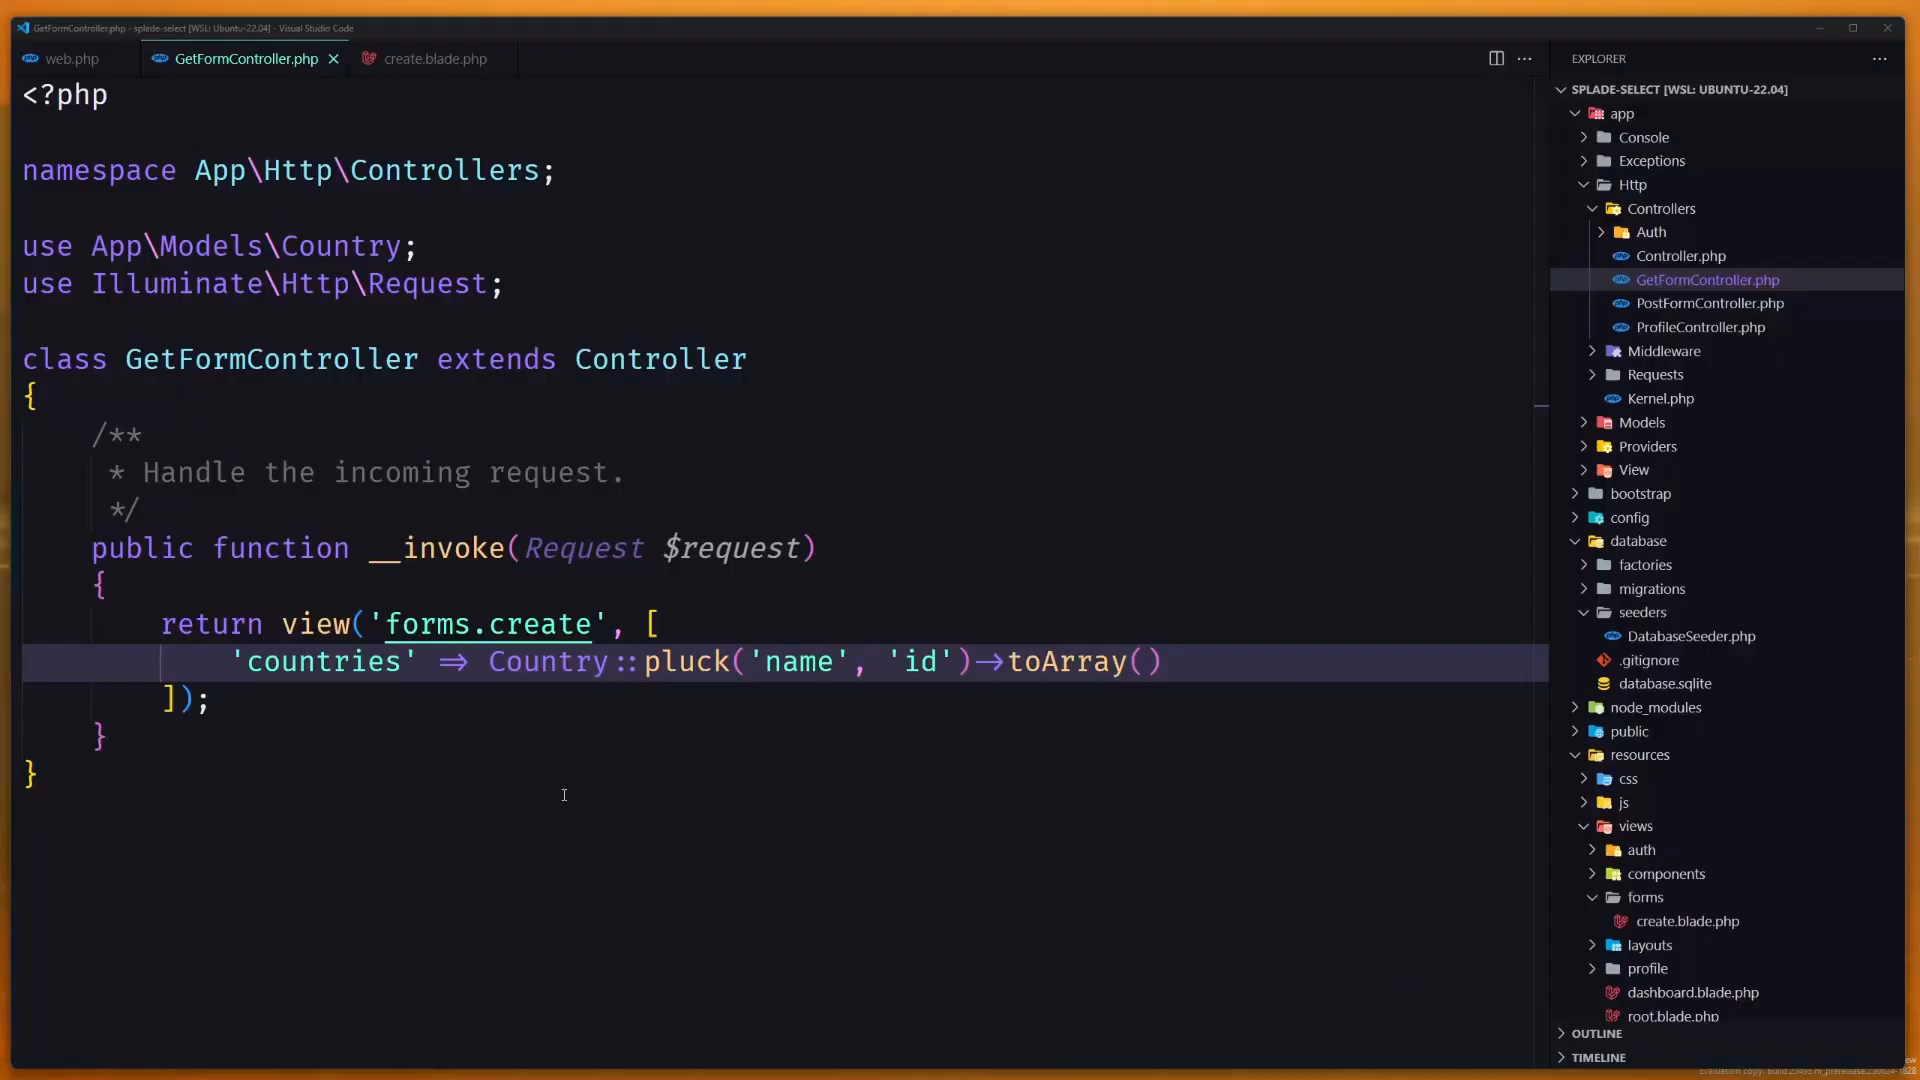 GetFormController.php - splade-select [WSL: Ubuntu-22.04] - Visual Studio Code
web.php
GetFormController.php
create.blade.php
<?php
namespace App\Http\Controllers;
use App\Models\Country;
use Illuminate\Http\Request;
class GetFormController extends Controller
{
/**
* Handle the incoming request.
*/
public function __invoke(Request $request)
{
return view('forms.create', [
'countries' => Country::pluck('name', 'id')->toArray()
]);
}
}
EXPLORER
SPLADE-SELECT [WSL: UBUNTU-22.04]
app
Console
Exceptions
Http
Controllers
Auth
Controller.php
GetFormController.php
PostFormController.php
ProfileController.php
Middleware
Requests
Kernel.php
Models
Providers
View
bootstrap
config
database
factories
migrations
seeders
DatabaseSeeder.php
.gitignore
database.sqlite
node_modules
public
resources
css
js
views
auth
components
forms
create.blade.php
layouts
profile
dashboard.blade.php
root.blade.php
OUTLINE
TIMELINE